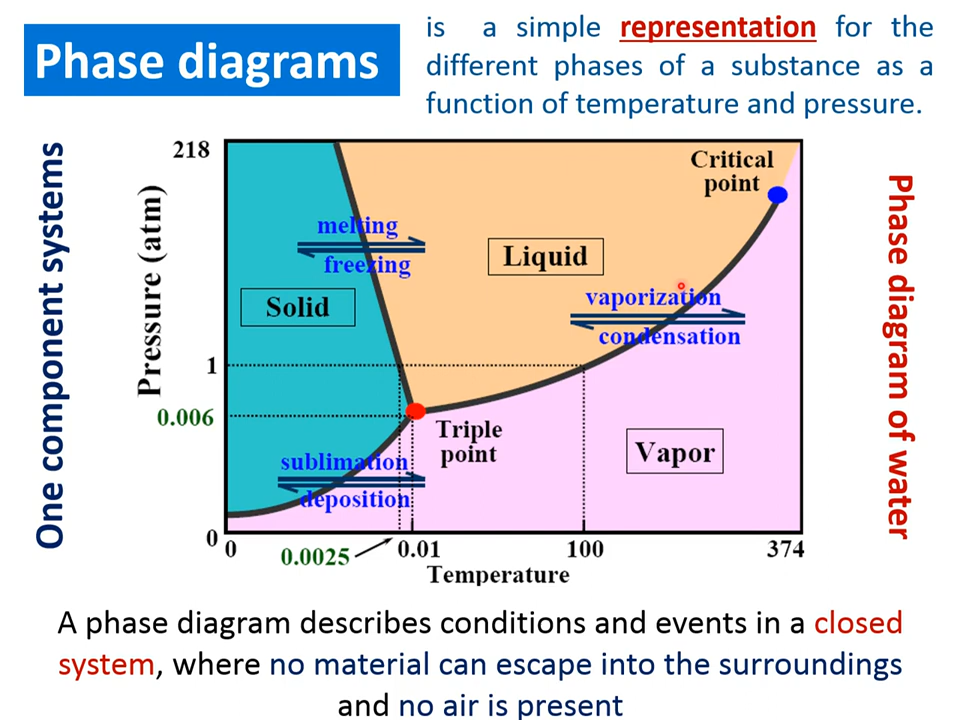 Phase diagrams
is a simple representation for the
different phases of a substance as a
function of temperature and pressure.
One component systems
Phase diagram of water
Pressure (atm)
218
Critical
point
melting
freezing
Liquid
Solid
vaporization
condensation
1
0.006
Triple
point
Vapor
sublimation
deposition
0
0
0.0025
0.01
100
374
Temperature
A phase diagram describes conditions and events in a closed
system, where no material can escape into the surroundings
and no air is present